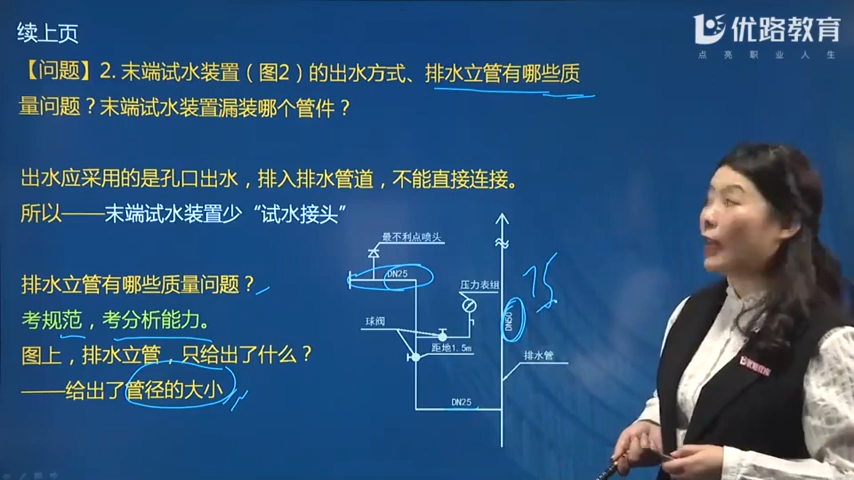 续上页
优路教育
点亮职业人生
【问题】2. 末端试水装置(图2)的出水方式、排水立管有哪些质
量问题?末端试水装置漏装哪个管件?
出水应采用的是孔口出水,排入排水管道,不能直接连接。
所以——末端试水装置少“试水接头”
最不利点喷头
DN25
压力表组
75
排水立管有哪些质量问题?
球阀
DN50
考规范,考分析能力。
距地1.5m
图上,排水立管,只给出了什么?
排水管
——给出了管径的大小
DN25
优路教育